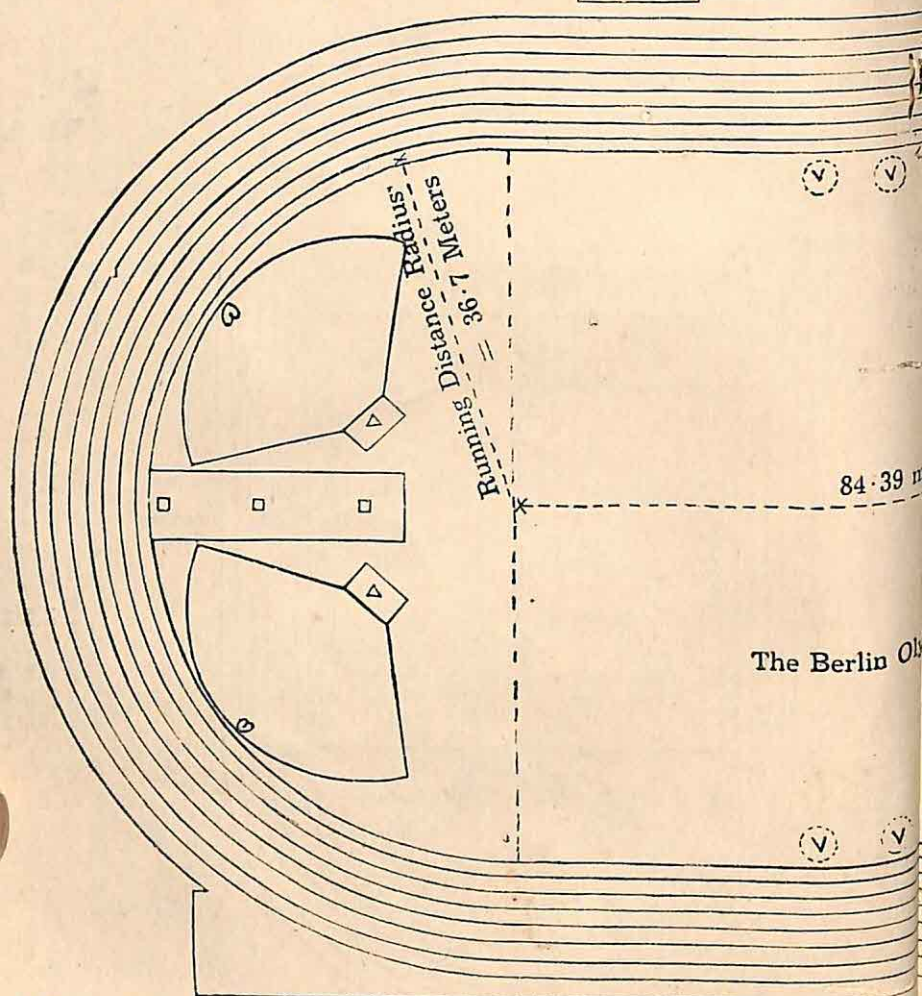 Running Distance Radius'
= 36·7 Meters
84·39 m
The Berlin
V
V
V
V